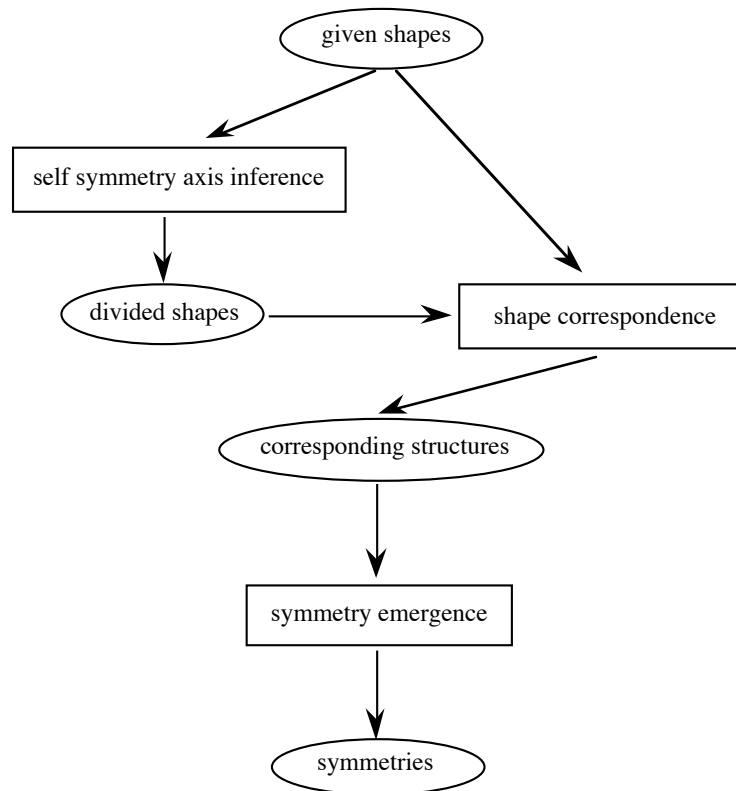 given shapes
self symmetry axis inference
divided shapes
shape correspondence
corresponding structures
symmetry emergence
symmetries